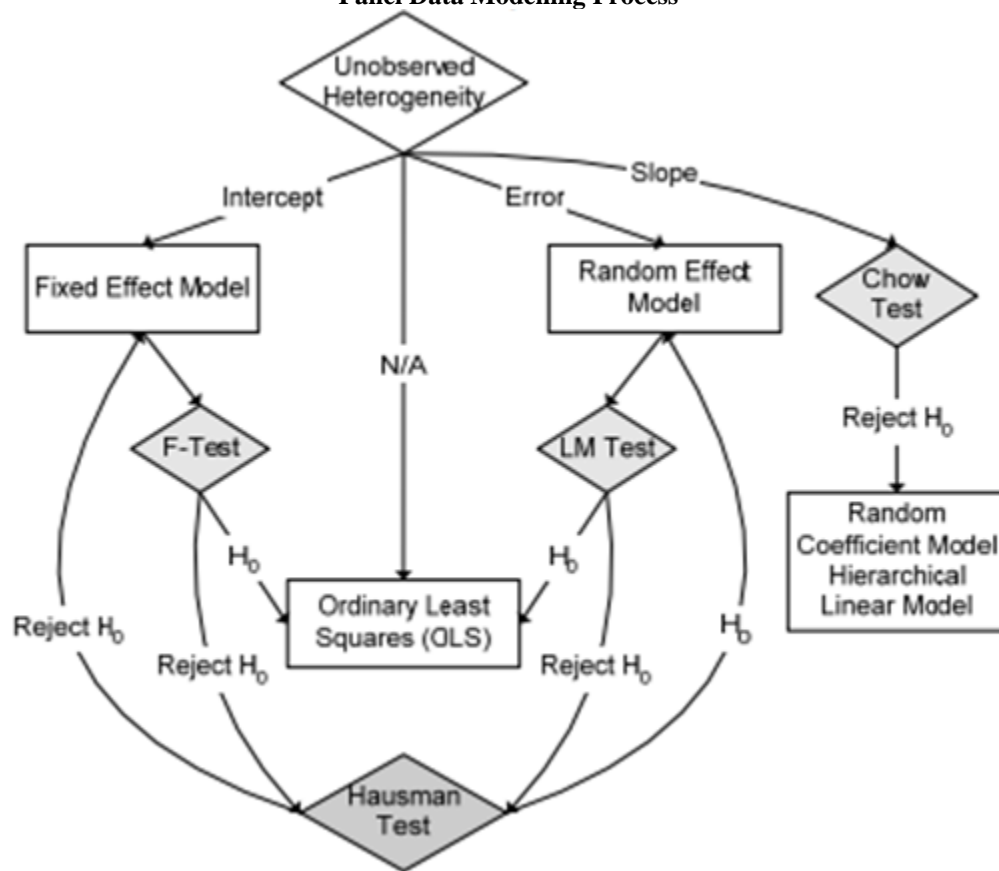 Panel Data Modelling Process
Unobserved
Heterogeneity
Intercept
Error
Slope
Fixed Effect Model
Random Effect
Model
Chow
Test
N/A
F-Test
LM Test
Reject H0
H0
H0
Random
Coefficient Model
Hierarchical
Linear Model
Ordinary Least
Squares (OLS)
Reject H0
Reject H0
Reject H0
H0
Hausman
Test